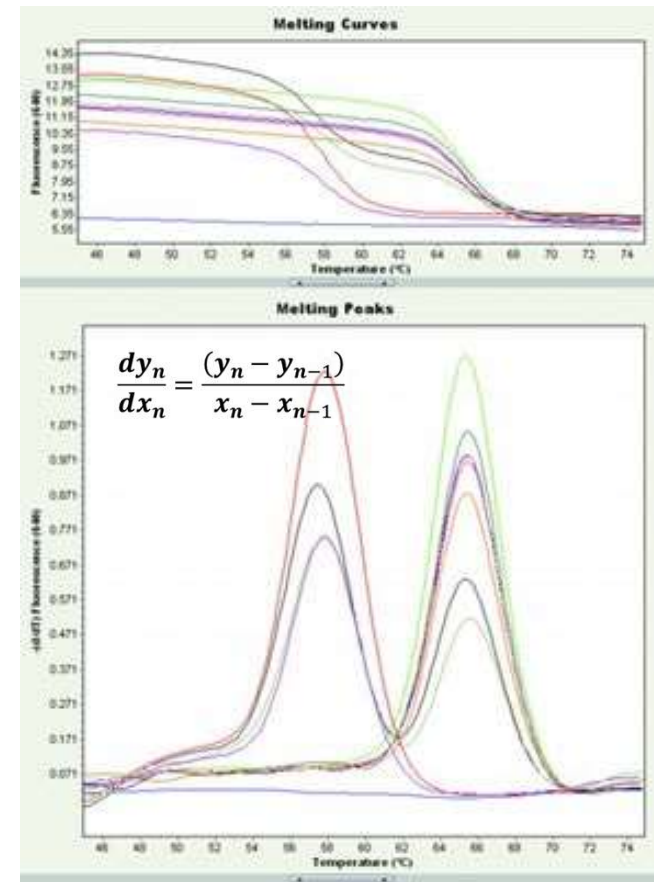 Melting Curves
14.35
13.55
12.75
11.95
11.15
10.35
9.55
8.75
7.95
7.15
6.35
5.55
Fluorescence (640)
46 48 50 52 54 56 58 60 62 64 66 68 70 72 74
Temperature (°C)
Melting Peaks
dyₙ/dxₙ = (yₙ − yₙ₋₁)/xₙ − xₙ₋₁
1.271
1.171
1.071
0.971
0.871
0.771
0.671
0.571
0.471
0.371
0.271
0.171
0.071
-(d/dT) Fluorescence (640)
46 48 50 52 54 56 58 60 62 64 66 68 70 72 74
Temperature (°C)